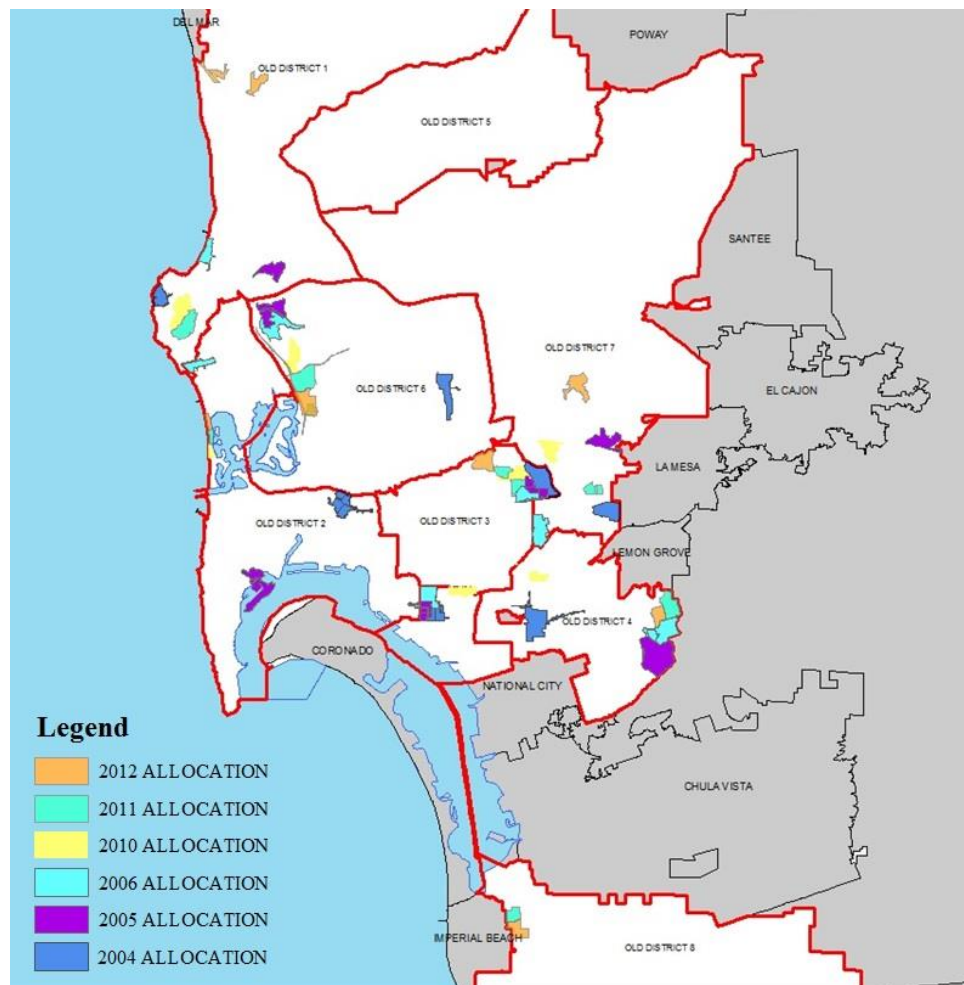 DEL MAR
POWAY
OLD DISTRICT 1
OLD DISTRICT 5
SANTEE
OLD DISTRICT 7
EL CAJON
OLD DISTRICT 6
LA MESA
OLD DISTRICT 3
OLD DISTRICT 2
LEMON GROVE
OLD DISTRICT 4
CORONADO
NATIONAL CITY
CHULA VISTA
IMPERIAL BEACH
OLD DISTRICT 8
Legend
2012 ALLOCATION
2011 ALLOCATION
2010 ALLOCATION
2006 ALLOCATION
2005 ALLOCATION
2004 ALLOCATION